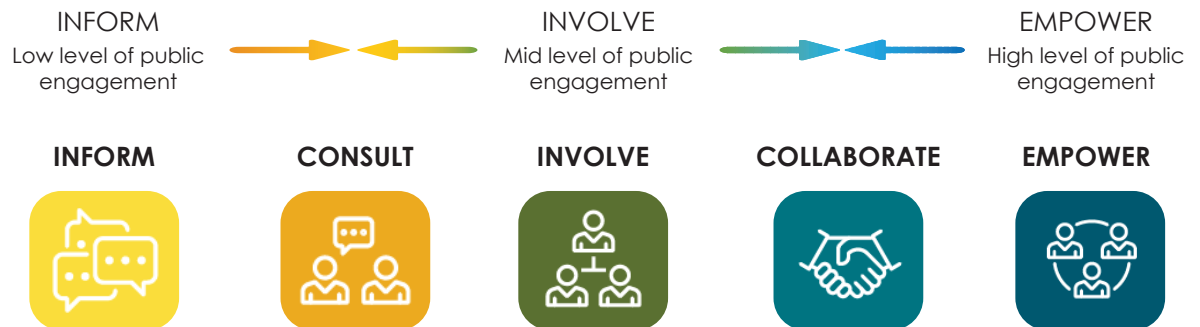 INFORM
Low level of public
engagement
INVOLVE
Mid level of public
engagement
EMPOWER
High level of public
engagement
INFORM
CONSULT
INVOLVE
COLLABORATE
EMPOWER